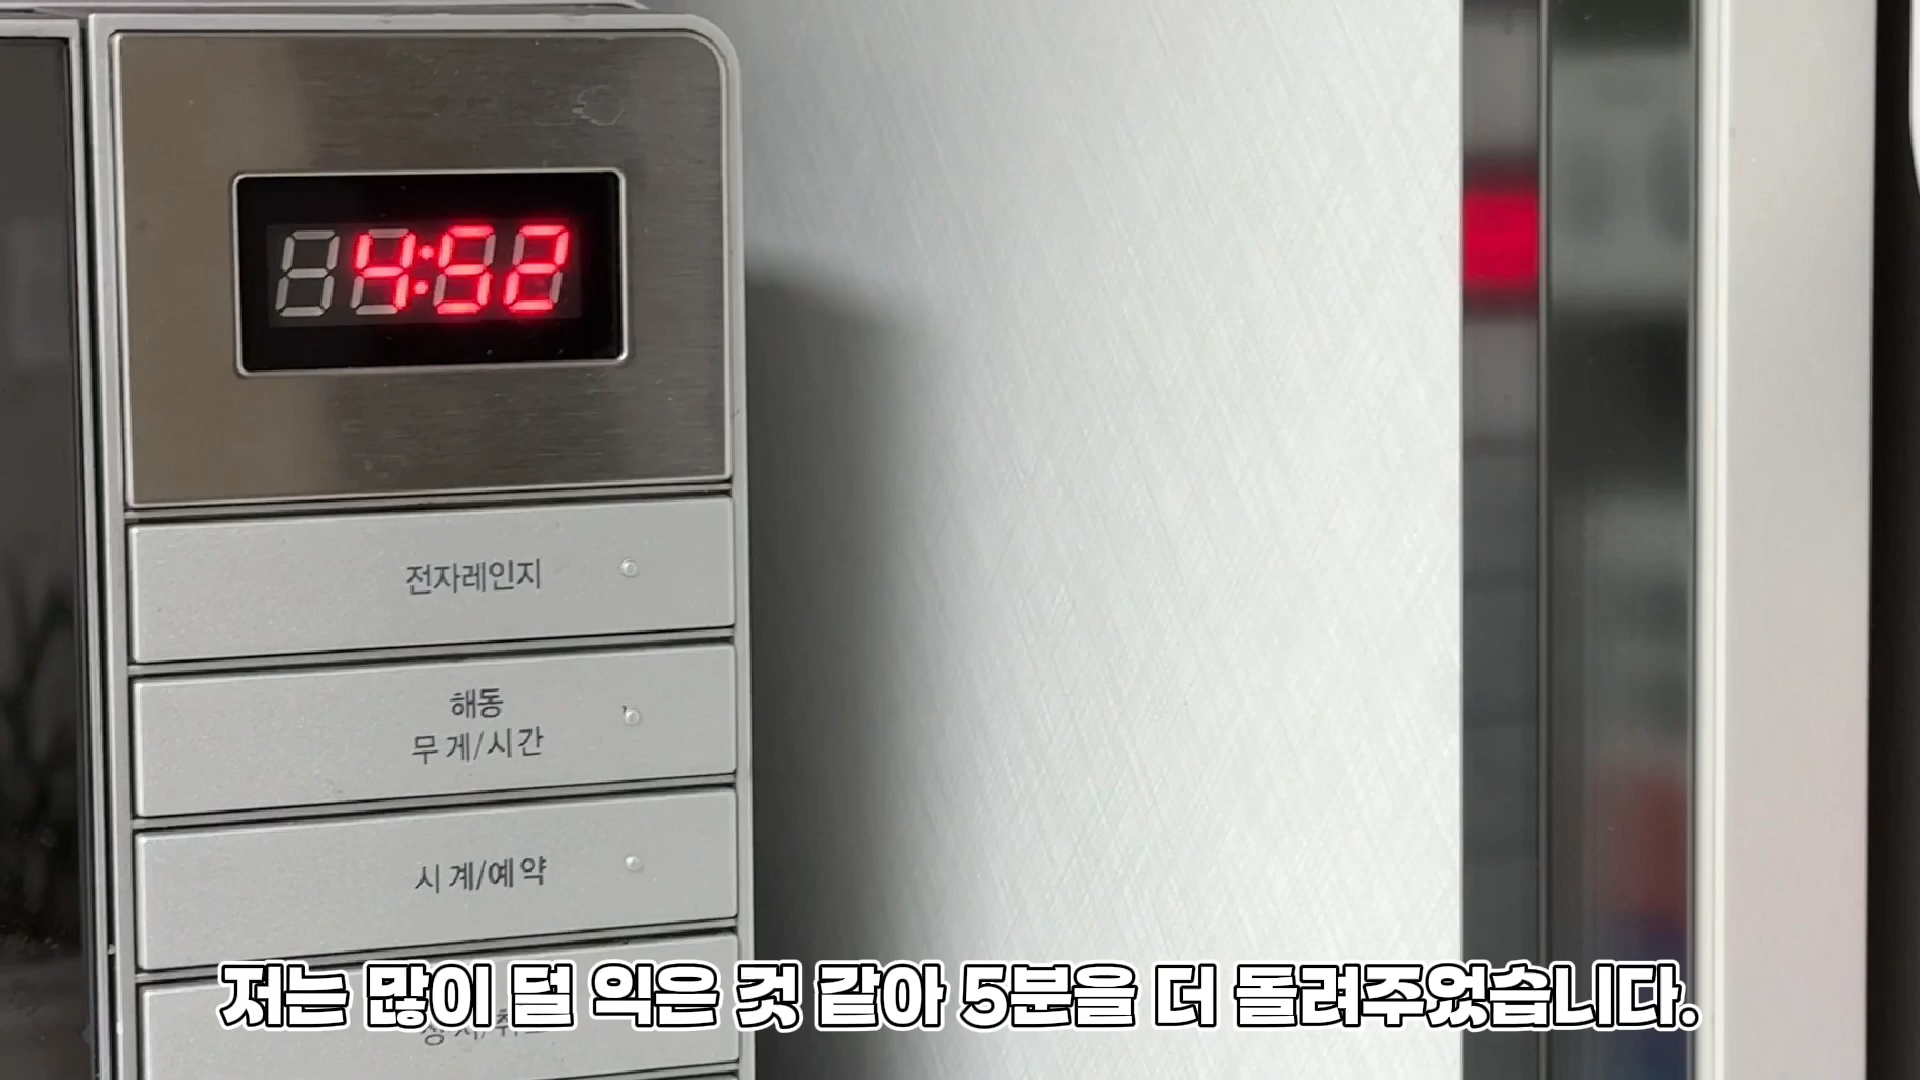 4:52
전자레인지
해동
무게/시간
시계/예약
저는 많이 덜 익은 것 같아 5분을 더 돌려주었습니다.